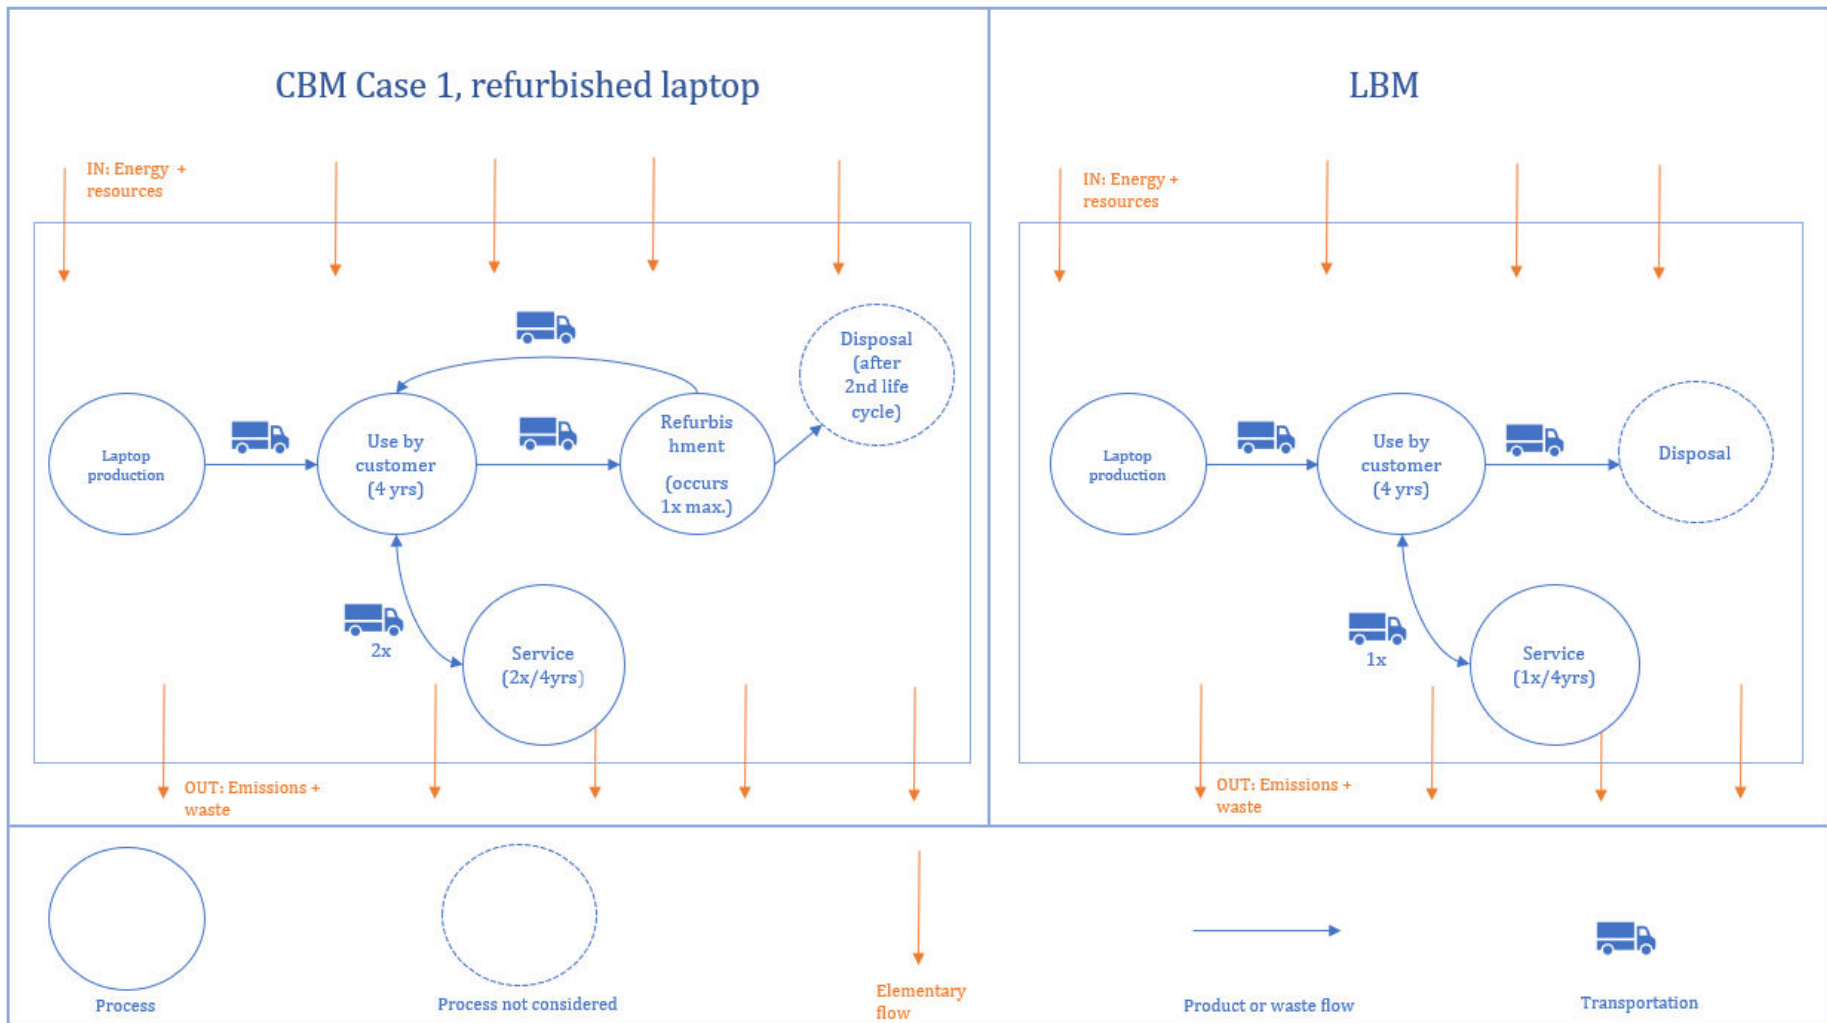 CBM Case 1, refurbished laptop
IN: Energy +
resources
Laptop
production
Use by
customer
(4 yrs)
Refurbis
hment
(occurs
1x max.)
Disposal
(after
2nd life
cycle)
2x
Service
(2x/4yrs)
OUT: Emissions +
waste
LBM
IN: Energy +
resources
Laptop
production
Use by
customer
(4 yrs)
Disposal
1x
Service
(1x/4yrs)
OUT: Emissions +
waste
Process
Process not considered
Elementary
flow
Product or waste flow
Transportation